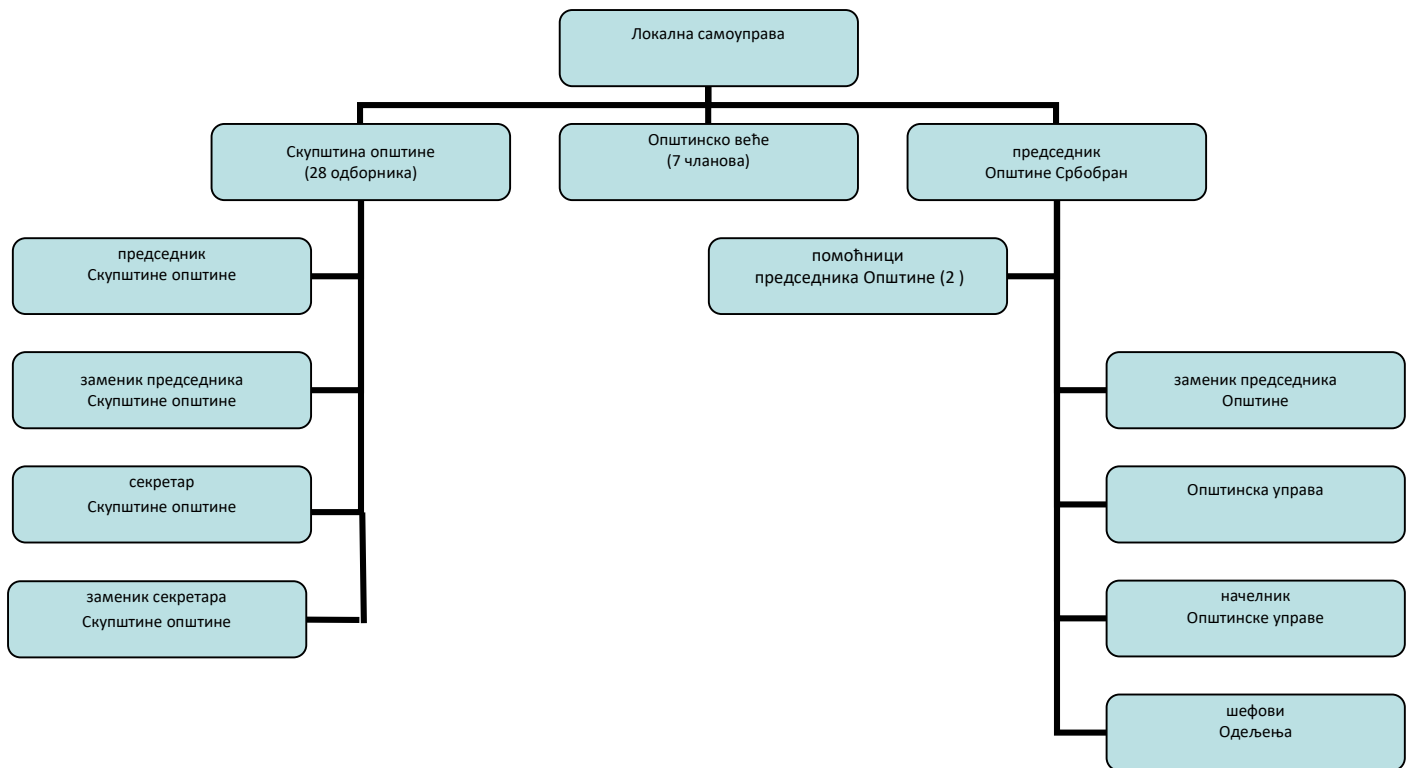 Локална самоуправа
Скупштина општине
(28 одборника)
Општинско веће
(7 чланова)
председник
Општине Србобран
председник
Скупштине општине
помоћници
председника Општине (2 )
заменик председника
Скупштине општине
заменик председника
Општине
секретар
Скупштине општине
Општинска управа
заменик секретара
Скупштине општине
начелник
Општинске управе
шефови
Одељења